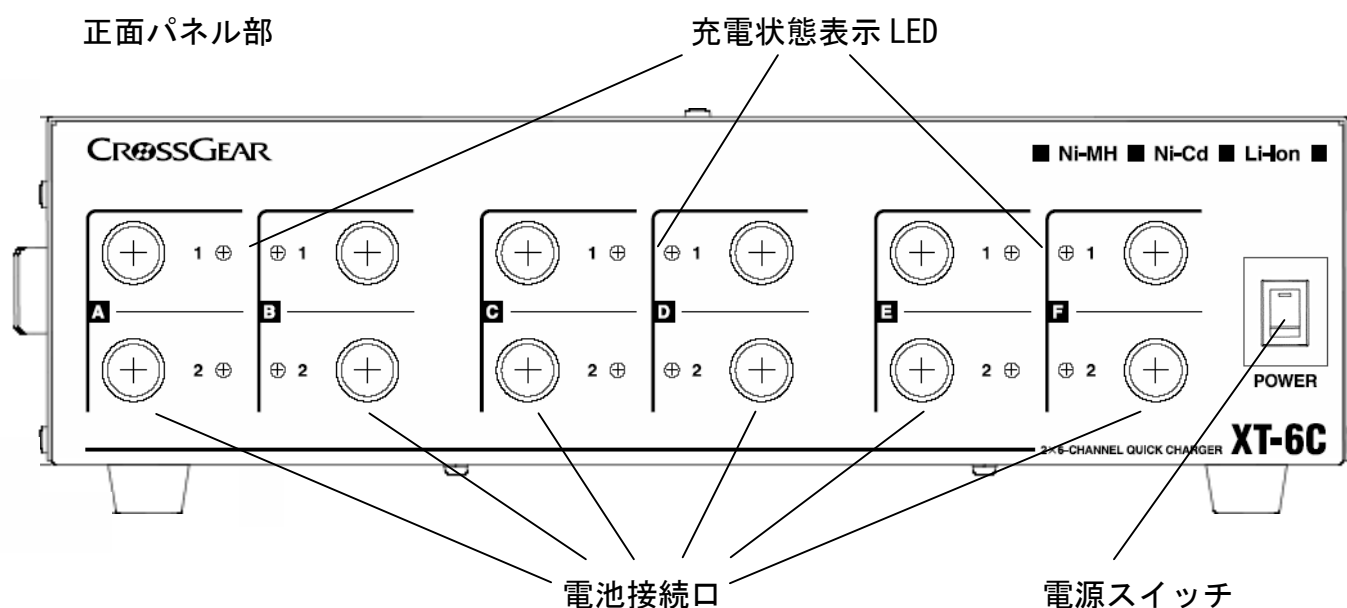 正面パネル部
充電状態表示 LED
CROSSGEAR
■ Ni-MH ■ Ni-Cd ■ Li-Ion ■
1 1 1 1 1 1
A B C D E F
2 2 2 2 2 2
POWER
2×6-CHANNEL QUICK CHARGER XT-6C
電池接続口
電源スイッチ